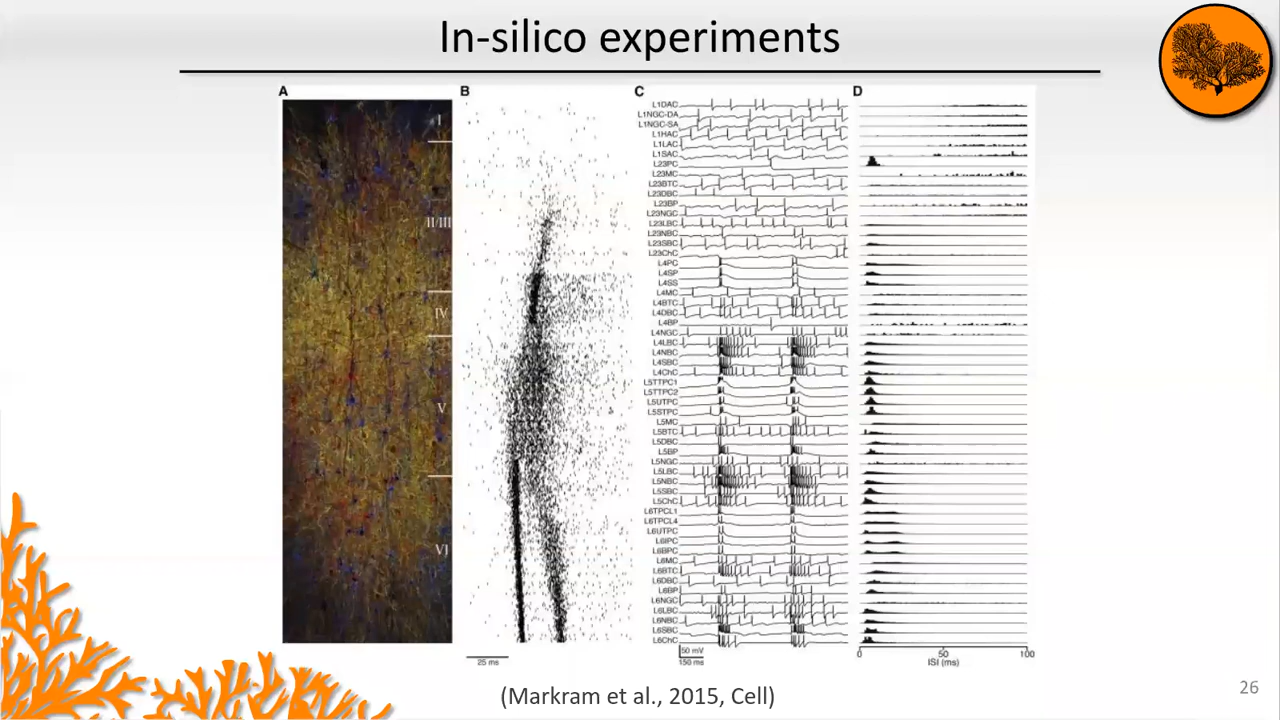 In-silico experiments
A
B
C
D
I
II/III
IV
V
VI
25 ms
L1DAC
L1NGC-DA
L1NGC-SA
L1HAC
L1LAC
L1SAC
L23PC
L23MC
L23BTC
L23DBC
L23BP
L23NGC
L23LBC
L23NBC
L23SBC
L23ChC
L4PC
L4SP
L4SS
L4MC
L4BTC
L4DBC
L4BP
L4NGC
L4LBC
L4NBC
L4SBC
L4ChC
L5TTPC1
L5TTPC2
L5UTPC
L5STPC
L5MC
L5BTC
L5DBC
L5BP
L5NGC
L5LBC
L5NBC
L5SBC
L5ChC
L6TPCL1
L6TPCL4
L6UTPC
L6IPC
L6BPC
L6MC
L6BTC
L6DBC
L6BP
L6NGC
L6LBC
L6NBC
L6SBC
L6ChC
50 mV
150 ms
0 50 100
ISI (ms)
(Markram et al., 2015, Cell)
26